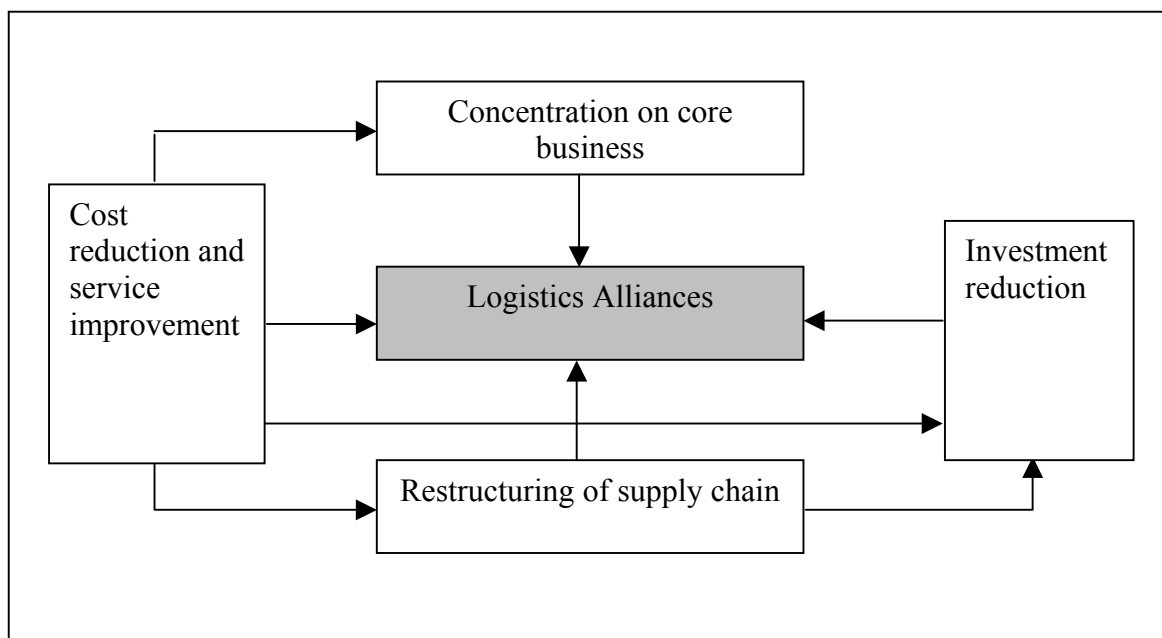 Concentration on core
business
Cost
reduction and
service
improvement
Logistics Alliances
Investment
reduction
Restructuring of supply chain